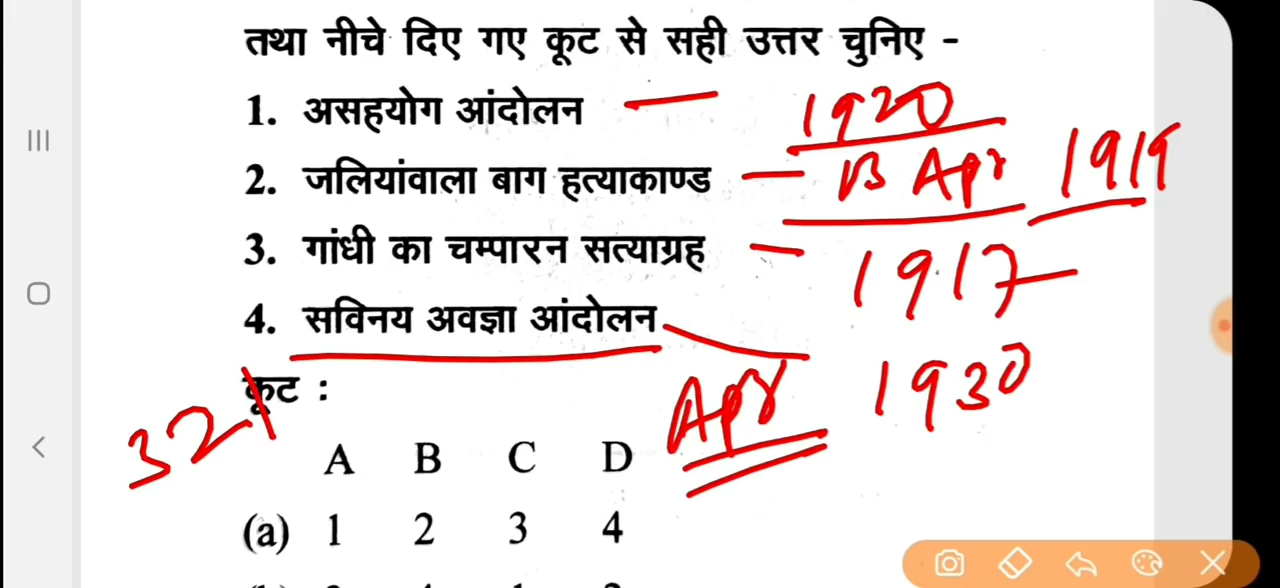 तथा नीचे दिए गए कूट से सही उत्तर चुनिए -
1. असहयोग आंदोलन — 1920
2. जलियांवाला बाग हत्याकाण्ड — 13 Apr 1919
3. गांधी का चम्पारन सत्याग्रह — 1917
4. सविनय अवज्ञा आंदोलन Apr 1930
कूट :
321
A B C D
(a) 1 2 3 4